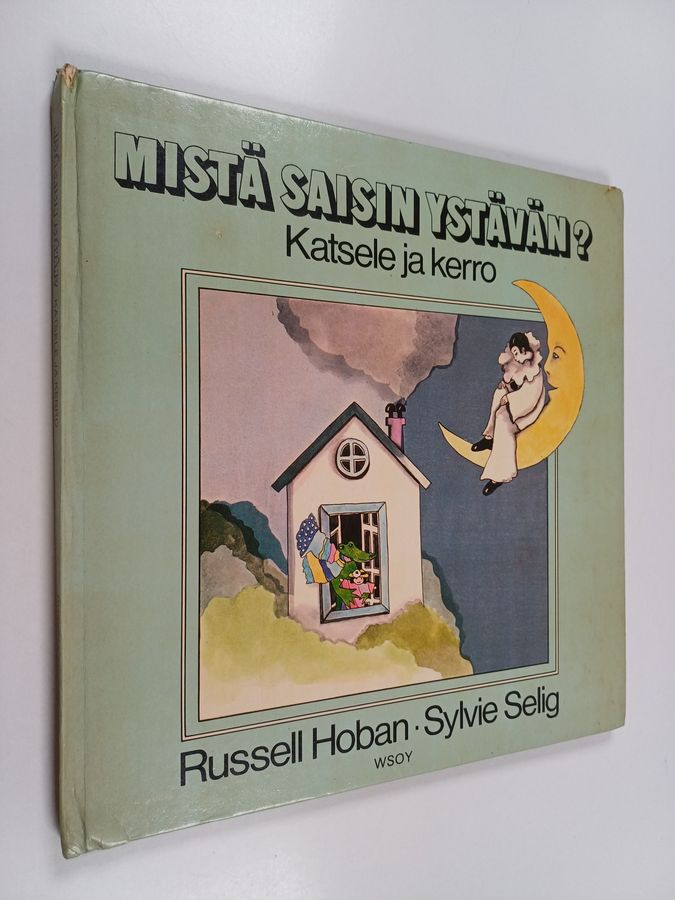 MISTÄ SAISIN YSTÄVÄN?
Katsele ja kerro
Russell Hoban · Sylvie Selig
WSOY